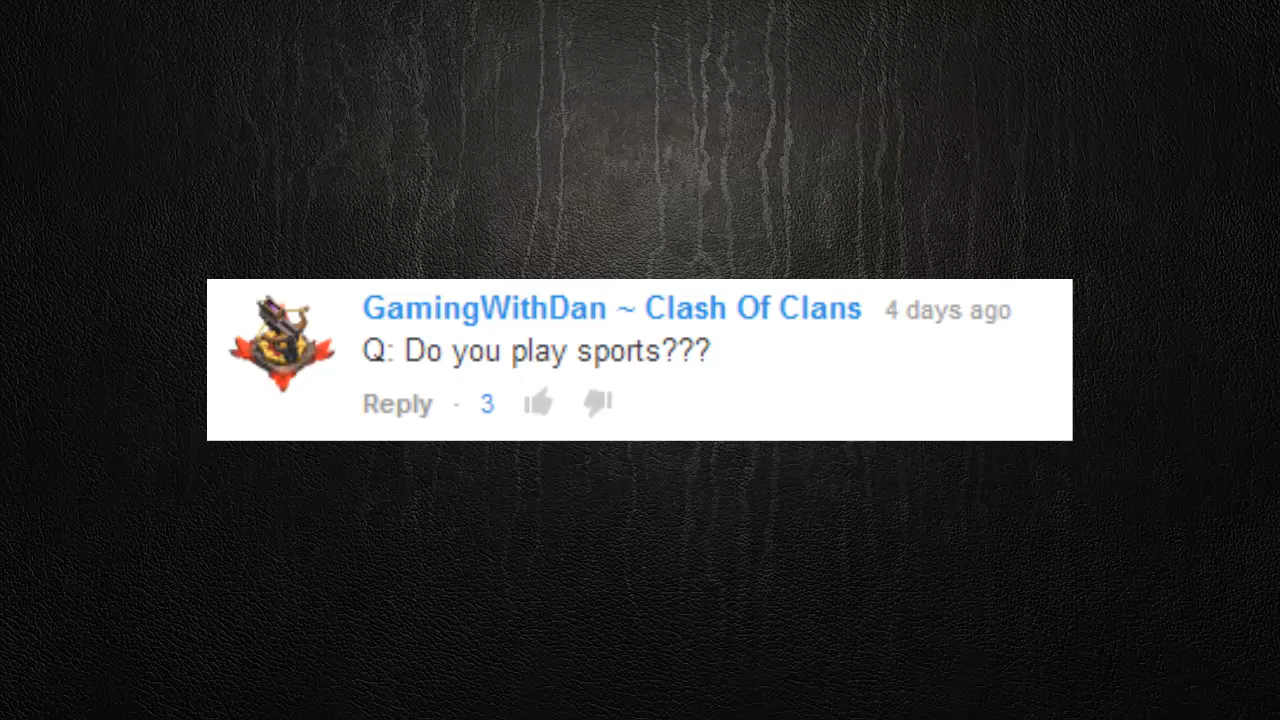 GamingWithDan ~ Clash Of Clans 4 days ago
Q: Do you play sports???
Reply · 3